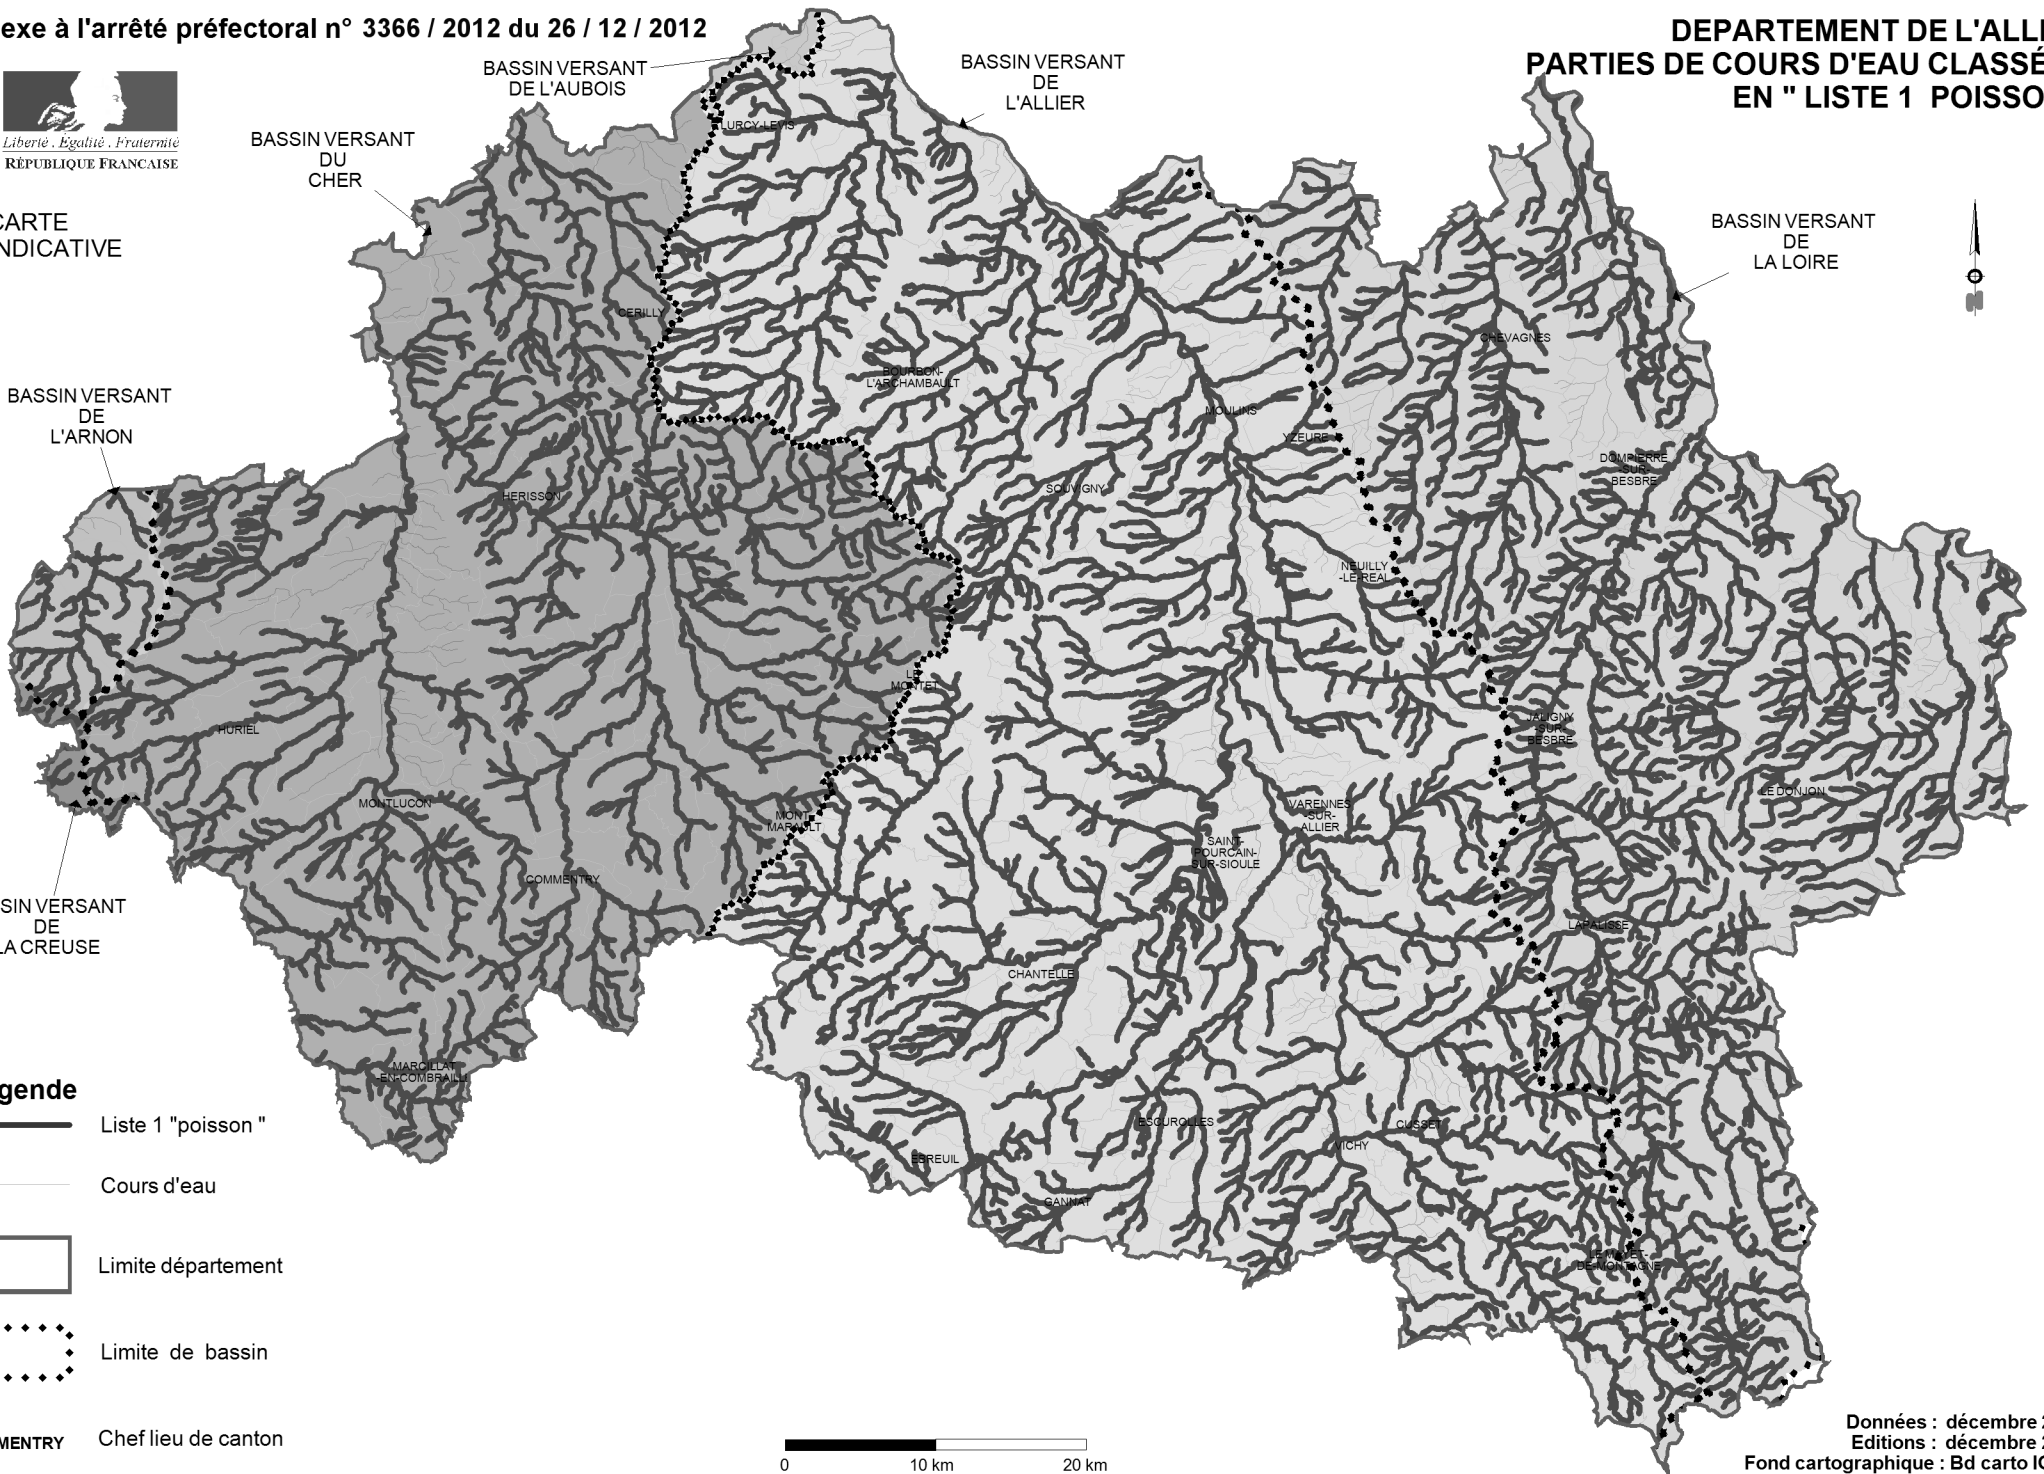 exe à l'arrêté préfectoral n° 3366 / 2012 du 26 / 12 / 2012
DEPARTEMENT DE L'ALLI
PARTIES DE COURS D'EAU CLASSÉ
EN " LISTE 1 POISSO
Liberté . Égalité . Fraternité
RÉPUBLIQUE FRANCAISE
CARTE
NDICATIVE
BASSIN VERSANT
DE L'AUBOIS
BASSIN VERSANT
DE
L'ALLIER
BASSIN VERSANT
DU
CHER
BASSIN VERSANT
DE
LA LOIRE
BASSIN VERSANT
DE
L'ARNON
SIN VERSANT
DE
LA CREUSE
LURCY-LEVIS
CERILLY
CHEVAGNES
BOURBON-
L'ARCHAMBAULT
MOULINS
YZEURE
DOMPIERRE
-SUR-
BESBRE
SOUVIGNY
HERISSON
NEUILLY
-LE-REAL
LE
MONTET
HURIEL
JALIGNY
-SUR-
BESBRE
LE DONJON
MONTLUCON
MONT-
MARAULT
VARENNES
-SUR-
ALLIER
SAINT-
POURCAIN-
SUR-SIOULE
COMMENTRY
LAPALISSE
CHANTELLE
MARCILLAT
-EN-COMBRAILL
ESCUROLLES
CUSSET
VICHY
EBREUIL
GANNAT
LE MAYET-
DE-MONTAGNE
gende
Liste 1 "poisson "
Cours d'eau
Limite département
Limite de bassin
MENTRY
Chef lieu de canton
0 10 km 20 km
Données : décembre 2
Editions : décembre 2
Fond cartographique : Bd carto IG